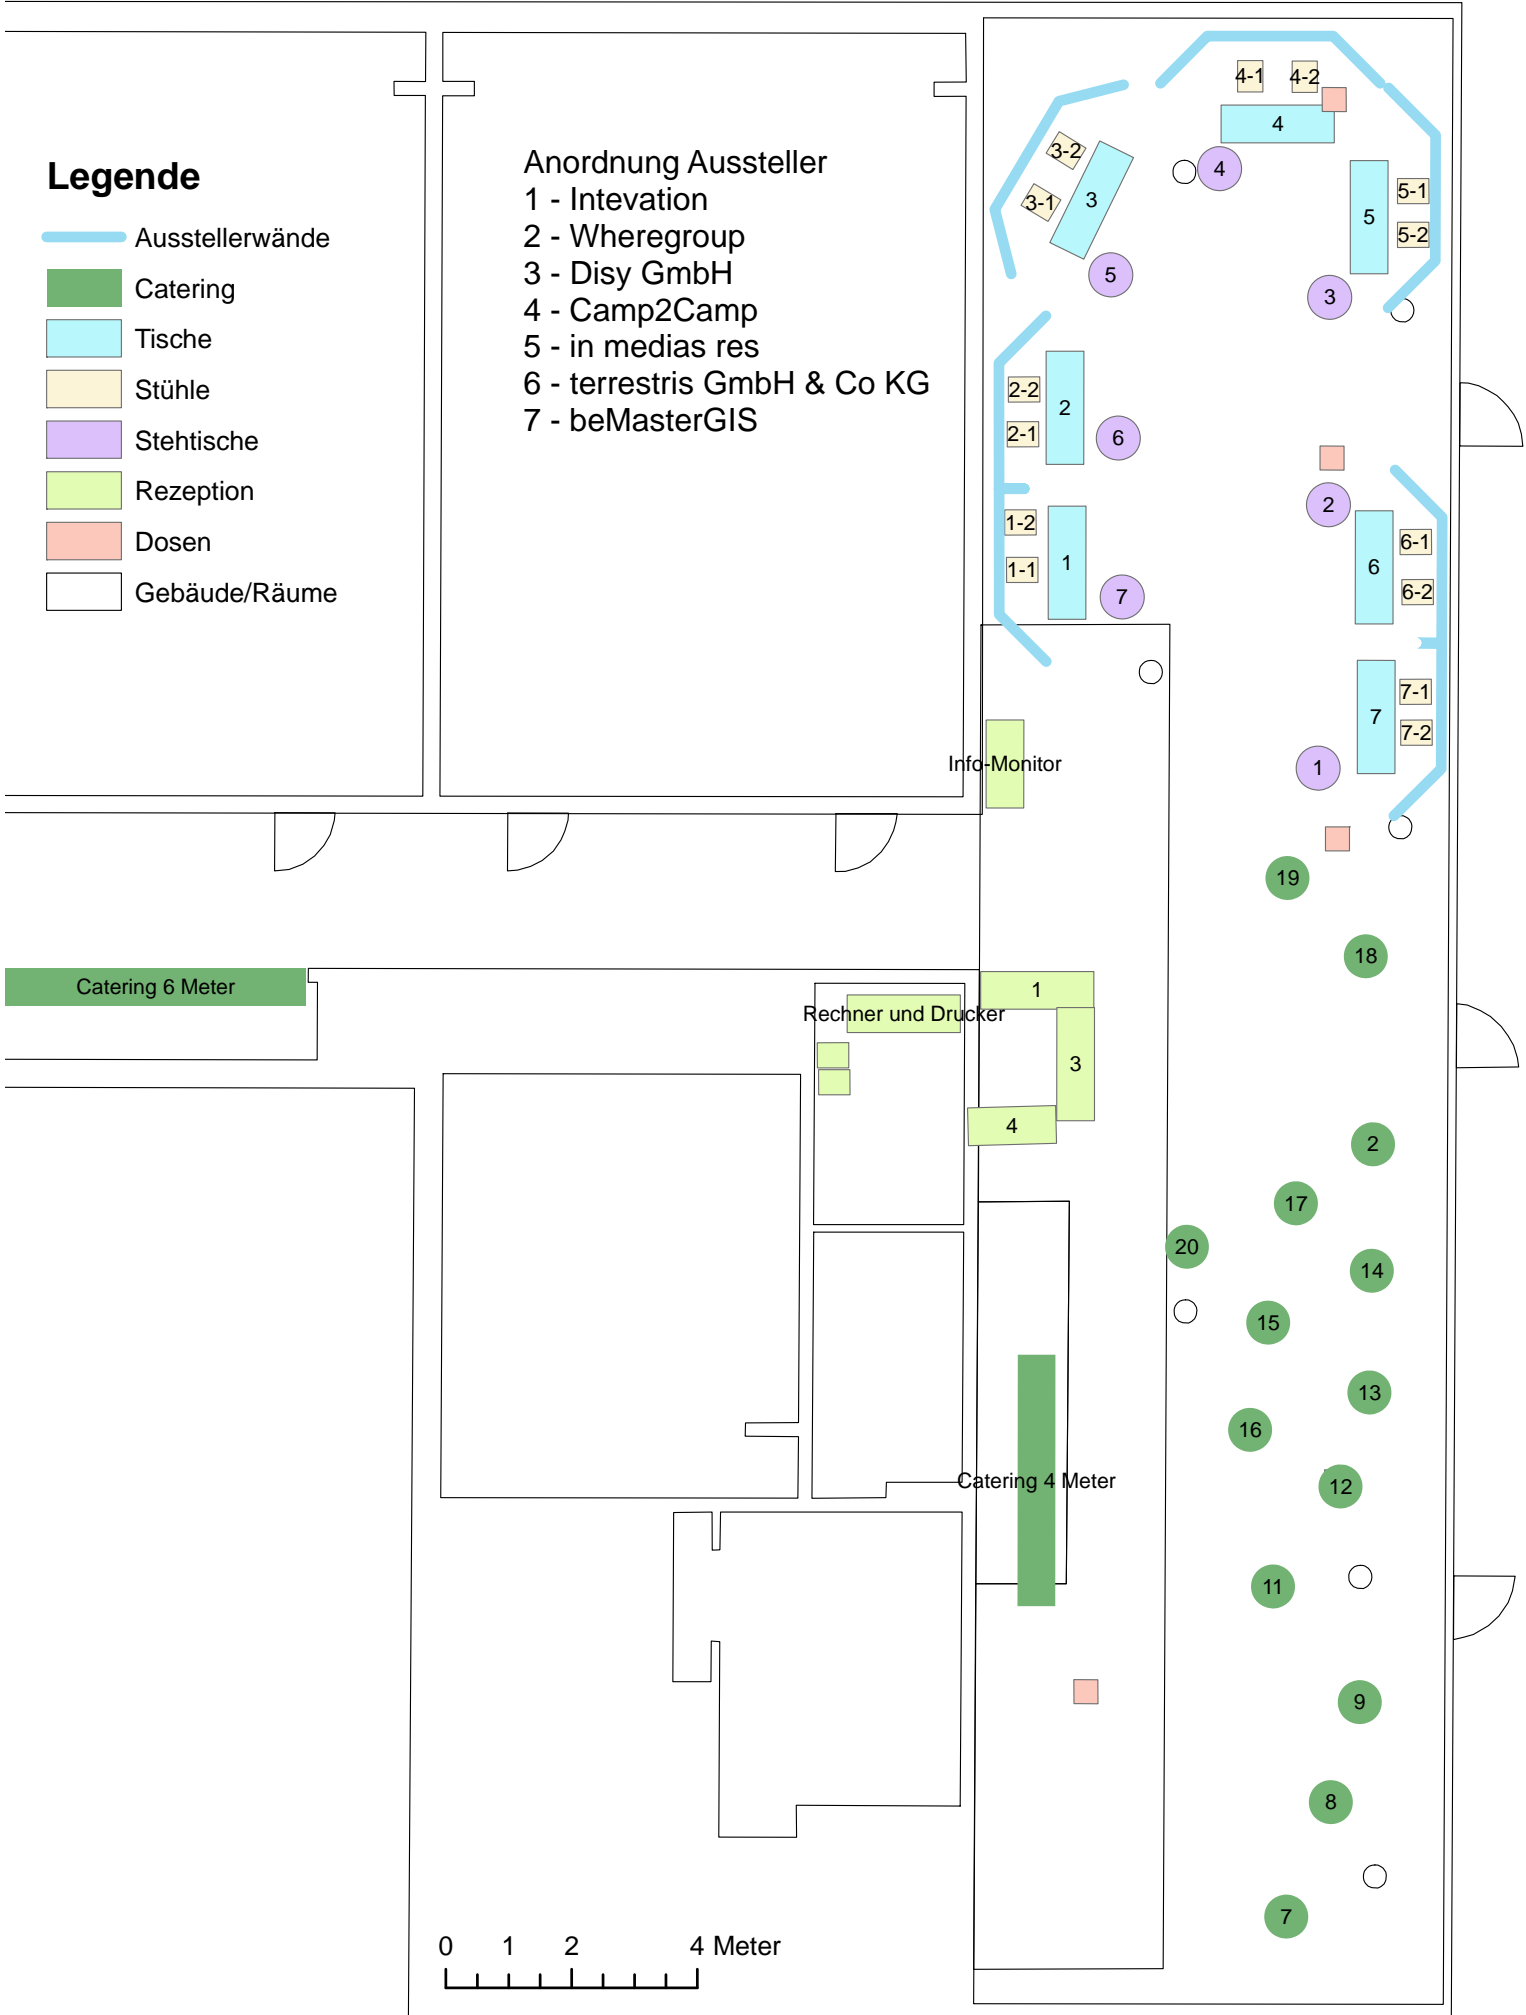 Legende
Ausstellerwände
Catering
Tische
Stühle
Stehtische
Rezeption
Dosen
Gebäude/Räume
Anordnung Aussteller
1 - Intevation
2 - Wheregroup
3 - Disy GmbH
4 - Camp2Camp
5 - in medias res
6 - terrestris GmbH & Co KG
7 - beMasterGIS
4-1
4-2
4
4
3-2
3-1
3
5
5-1
5-2
5
3
2-2
2-1
2
6
1-2
1-1
1
7
2
6-1
6-2
6
7-1
7-2
7
1
Info-Monitor
19
18
Catering 6 Meter
Rechner und Drucker
1
3
4
2
17
20
14
15
13
16
Catering 4 Meter
12
11
9
8
7
0 1 2 4 Meter